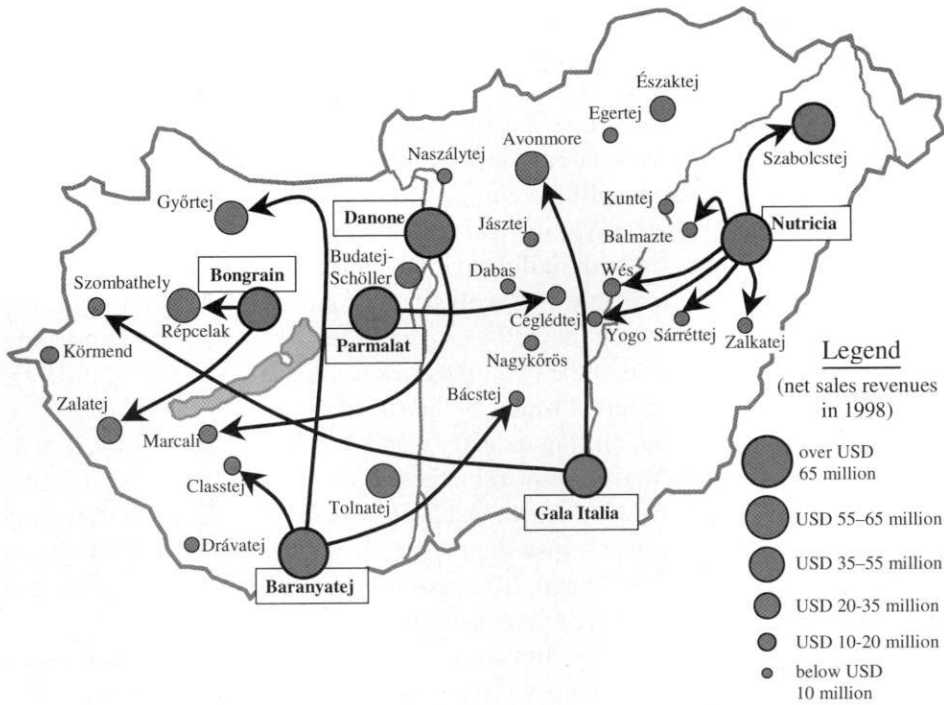 Északtej
Egertej
Avonmore
Szabolcstej
Naszálytej
Győrtej
Danone
Jásztej
Kuntej
Balmazte
Nutricia
Budatej-
Schöller
Bongrain
Szombathely
Répcelak
Dabas
Wés
Parmalat
Ceglédtej
Yogo
Sárréttej
Zalkatej
Körmend
Nagykőrös
Zalatej
Marcali
Bácstej
Classtej
Tolnatej
Gala Italia
Drávatej
Baranyatej
Legend
(net sales revenues
in 1998)
over USD
65 million
USD 55–65 million
USD 35–55 million
USD 20-35 million
USD 10-20 million
below USD
10 million